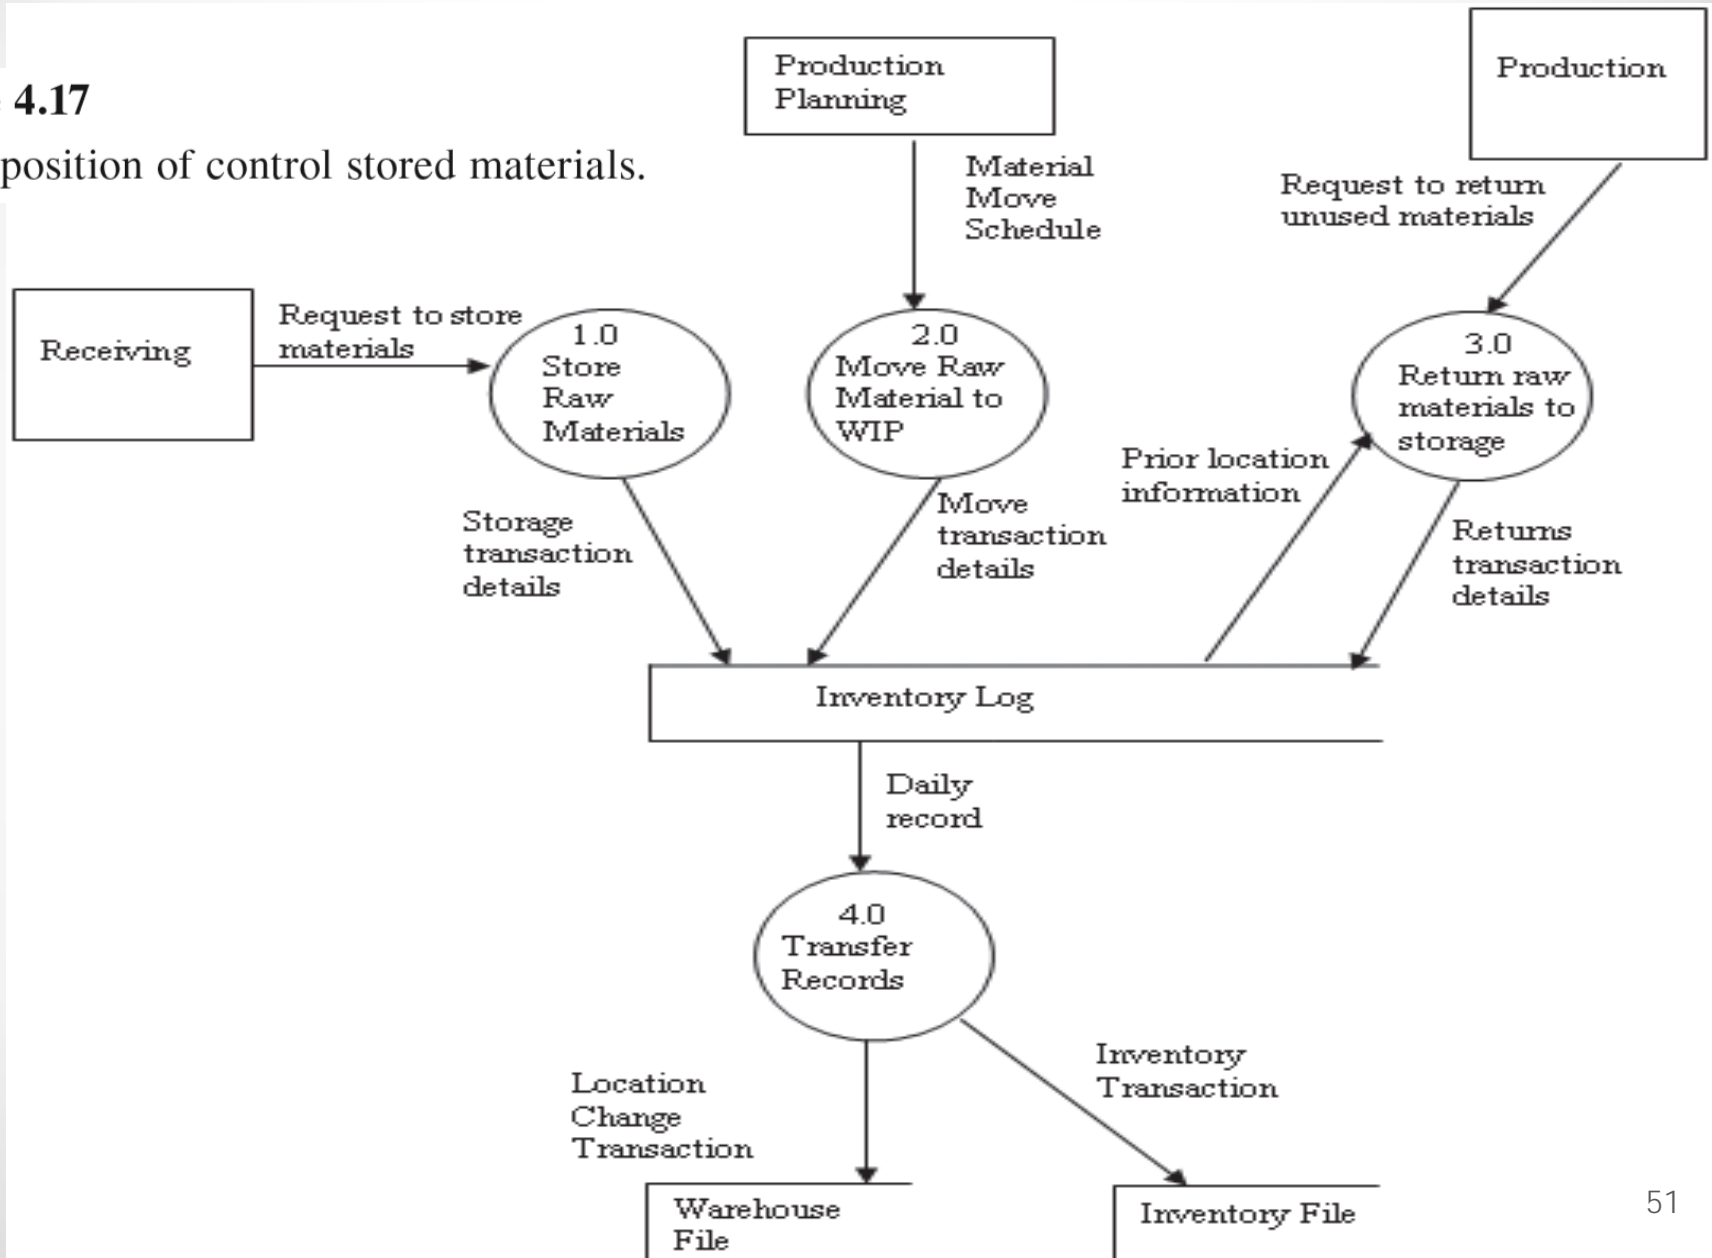 4.17
position of control stored materials.
Production
Planning
Production
Material
Move
Schedule
Request to return
unused materials
Receiving
Request to store
materials
1.0
Store
Raw
Materials
2.0
Move Raw
Material to
WIP
3.0
Return raw
materials to
storage
Prior location
information
Storage
transaction
details
Move
transaction
details
Returns
transaction
details
Inventory Log
Daily
record
4.0
Transfer
Records
Location
Change
Transaction
Inventory
Transaction
Warehouse
File
Inventory File
51